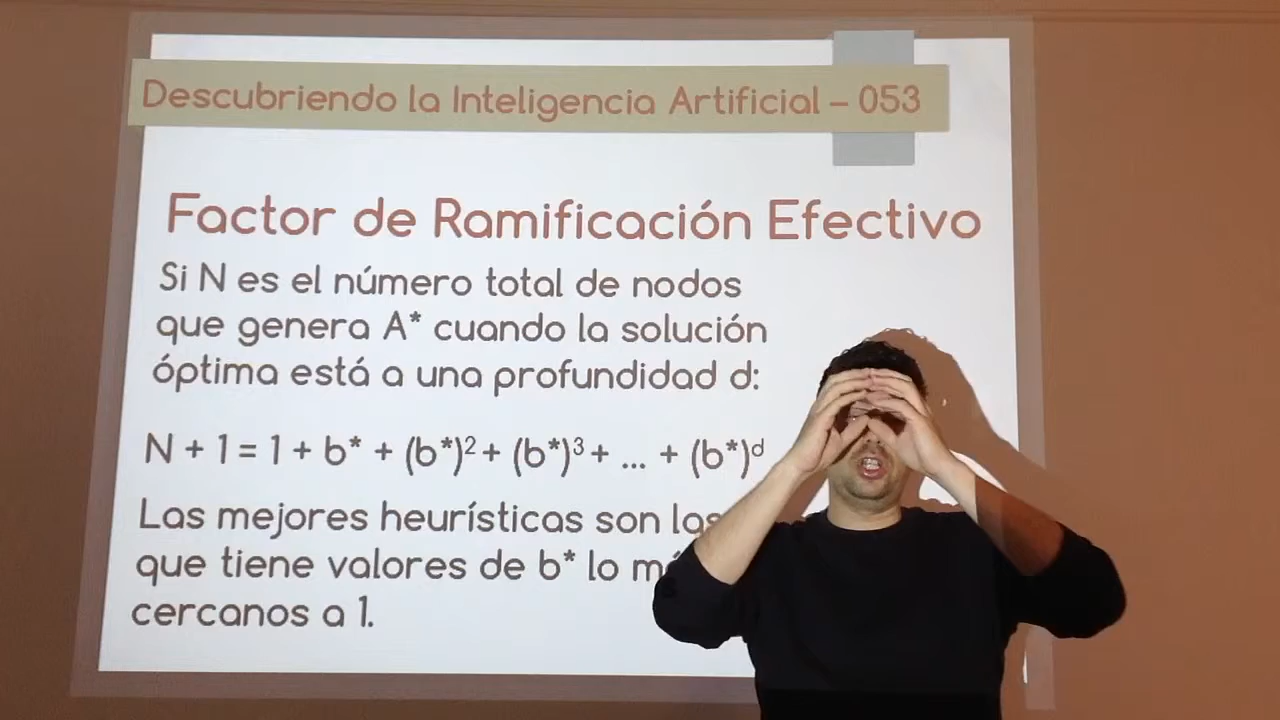 Descubriendo la Inteligencia Artificial – 053
Factor de Ramificación Efectivo
Si N es el número total de nodos
que genera A* cuando la solución
óptima está a una profundidad d:
N + 1 = 1 + b* + (b*)² + (b*)³ + ... + (b*)ᵈ
Las mejores heurísticas son las
que tiene valores de b* lo
cercanos a 1.